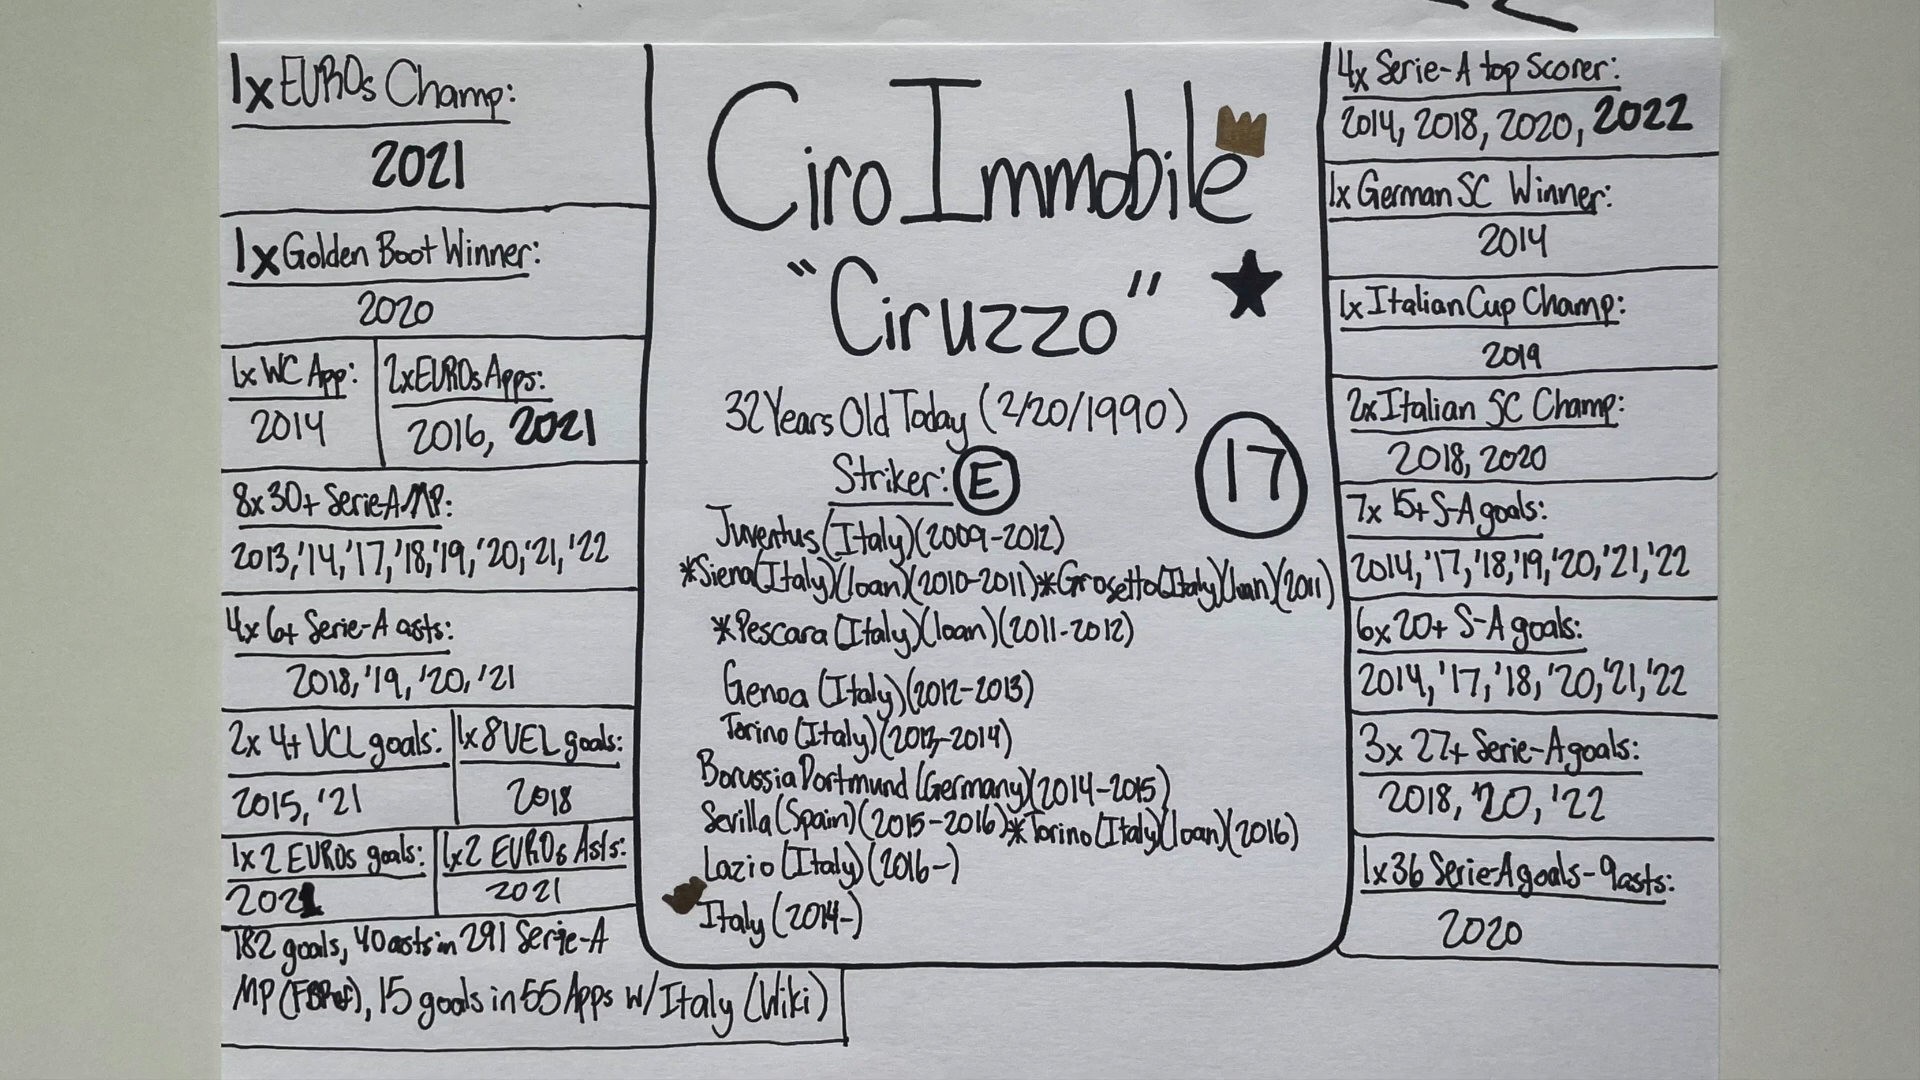 1x EUROs Champ:
2021
1x Golden Boot Winner:
2020
1x WC App:
2014
2x EUROs Apps:
2016, 2021
8x 30+ Serie-A MP:
2013, '14, '17, '18, '19, '20, '21, '22
4x 6+ Serie-A asts:
2018, '19, '20, '21
2x 4+ UCL goals:
2015, '21
1x 8 UEL goals:
2018
1x 2 EUROs goals:
2021
1x 2 EUROs Asts:
2021
182 goals, 40 asts in 291 Serie-A
MP (FBRef), 15 goals in 55 Apps w/ Italy (Wiki)
Ciro Immobile
"Ciruzzo"
32 Years Old Today (2/20/1990)
Striker: E
17
Juventus (Italy) (2009-2012)
*Siena (Italy) (loan) (2010-2011) *Grosetto (Italy) (loan) (2011)
*Pescara (Italy) (loan) (2011-2012)
Genoa (Italy) (2012-2013)
Torino (Italy) (2013-2014)
Borussia Dortmund (Germany) (2014-2015)
Sevilla (Spain) (2015-2016) *Torino (Italy) (loan) (2016)
Lazio (Italy) (2016-)
Italy (2014-)
4x Serie-A top Scorer:
2014, 2018, 2020, 2022
1x German SC Winner:
2014
1x Italian Cup Champ:
2019
2x Italian SC Champ:
2018, 2020
7x 15+ S-A goals:
2014, '17, '18, '19, '20, '21, '22
6x 20+ S-A goals:
2014, '17, '18, '20, '21, '22
3x 27+ Serie-A goals:
2018, '20, '22
1x 36 Serie-A goals-9 asts:
2020